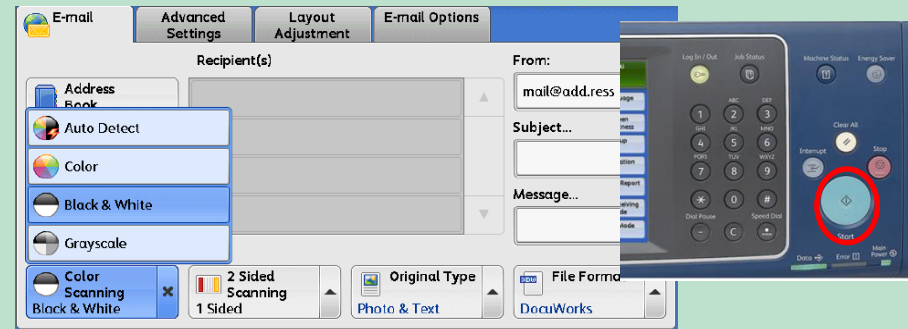 E-mail
Advanced
Settings
Layout
Adjustment
E-mail Options
Recipient(s)
From:
Address
Book
mail@add.ress
Auto Detect
Subject...
Color
Black & White
Message...
Grayscale
Color
Scanning
Black & White
2 Sided
Scanning
1 Sided
Original Type
Photo & Text
File Forma
DocuWorks
Log In / Out
Job Status
Machine Status
Energy Saver
ABC
DEF
1
2
3
GHI
JKL
MNO
4
5
6
PQRS
TUV
WXYZ
7
8
9
*
0
#
Dial Pause
Speed Dial
-
C
Clear All
Interrupt
Stop
Start
Data
Error
Main
Power
Report